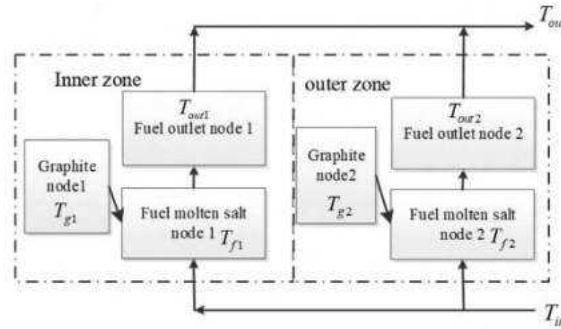 T_out
Inner zone
outer zone
T_out1
Fuel outlet node 1
T_out2
Fuel outlet node 2
Graphite
node1
T_g1
Graphite
node2
T_g2
Fuel molten salt
node 1 T_f1
Fuel molten salt
node 2 T_f2